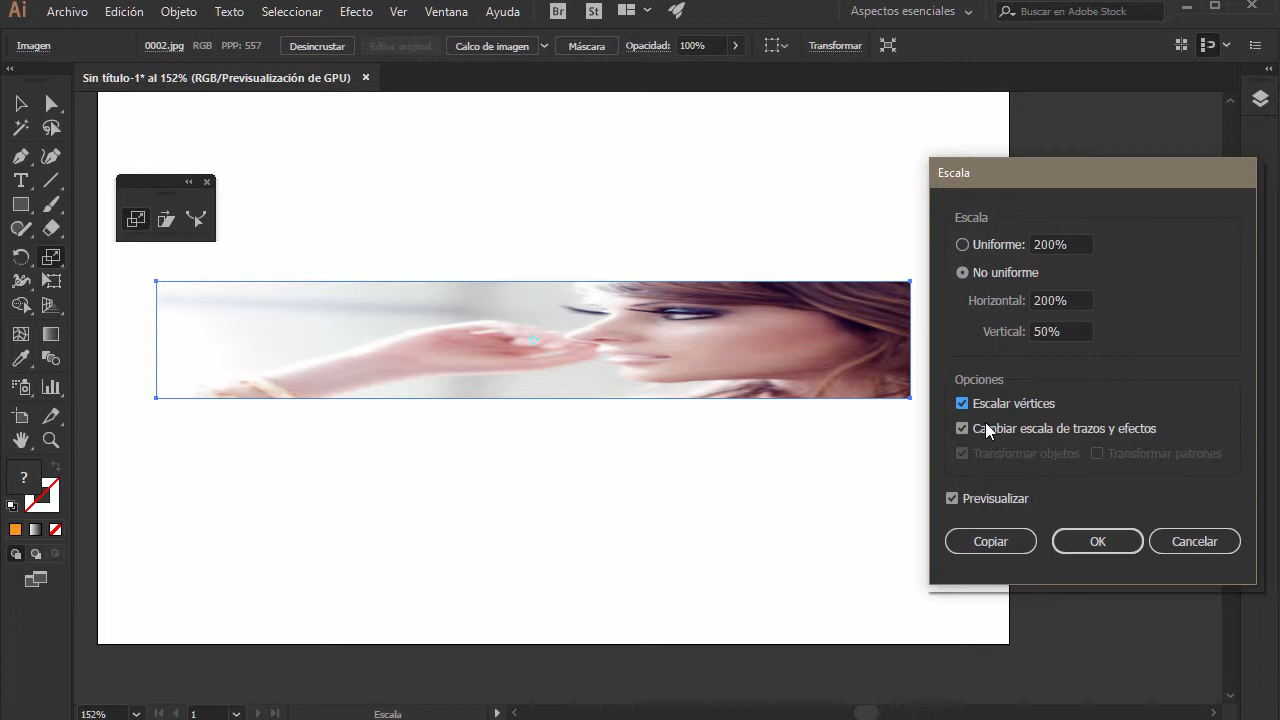 Ai Archivo Edición Objeto Texto Seleccionar Efecto Ver Ventana Ayuda Br St Aspectos esenciales Buscar en Adobe Stock
Imagen 0002.jpg RGB PPP: 557 Desincrustar Editar original Calco de imagen Máscara Opacidad: 100% Transformar
Sin título-1* al 152% (RGB/Previsualización de GPU)
Escala
Escala
Uniforme: 200%
No uniforme
Horizontal: 200%
Vertical: 50%
Opciones
Escalar vértices
Cambiar escala de trazos y efectos
Transformar objetos Transformar patrones
?
Previsualizar
Copiar OK Cancelar
152% 1 Escala